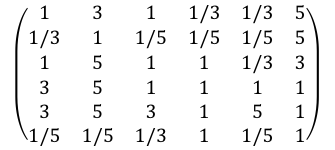 1 3 1 1/3 1/3 5
1/3 1 1/5 1/5 1/5 5
1 5 1 1 1/3 3
3 5 1 1 1 1
3 5 3 1 5 1
1/5 1/5 1/3 1 1/5 1